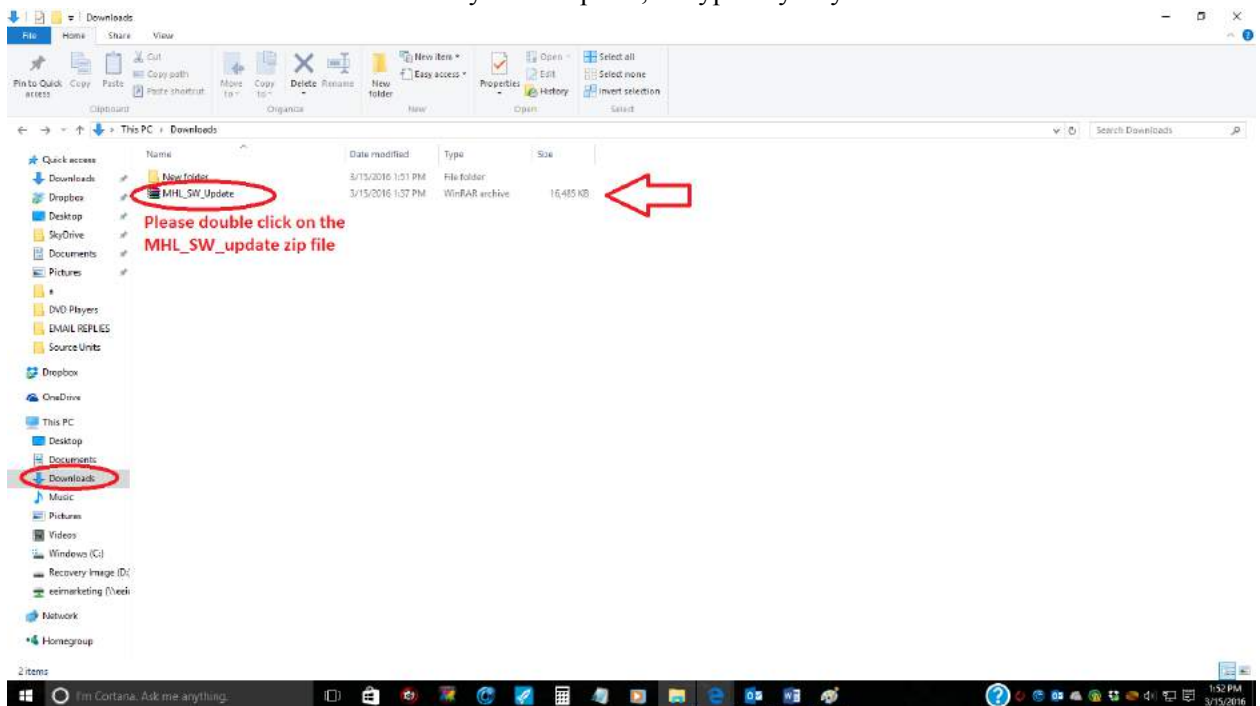 Downloads
File Home Share View
Pin to Quick access Copy Paste Cut Copy path Paste shortcut
Move to Copy to Delete Rename New folder New item Easy access
Properties Open Edit History Select all Select none Invert selection
Clipboard Organize New Open Select
This PC Downloads Search Downloads
Name Date modified Type Size
New folder 3/15/2016 1:51 PM File folder
MHL_SW_Update 3/15/2016 1:37 PM WinRAR archive 16,485 KB
Please double click on the
MHL_SW_update zip file
Quick access
Downloads
Dropbox
Desktop
SkyDrive
Documents
Pictures
DVD Players
EMAIL REPLIES
Source Units
Dropbox
OneDrive
This PC
Desktop
Documents
Downloads
Music
Pictures
Videos
Windows (C:)
Recovery Image (D:
eeimarketing
Network
Homegroup
2 items
I'm Cortana. Ask me anything.
1:52 PM
3/15/2016